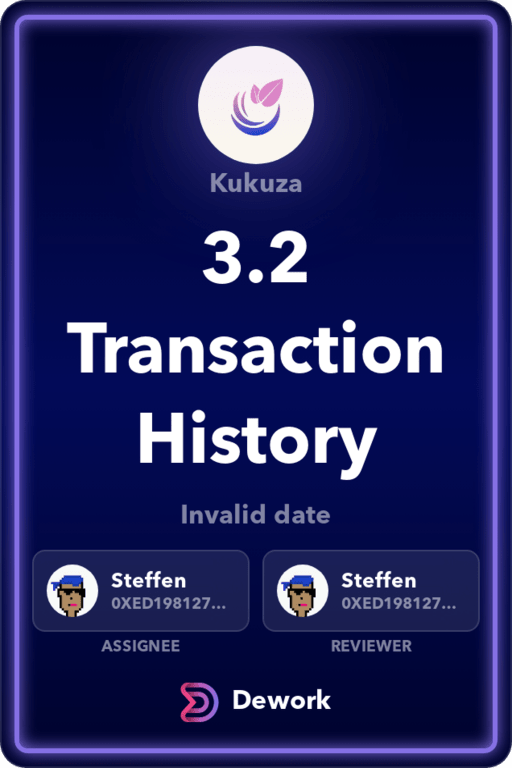 Kukuza
3.2
Transaction
History
Invalid date
Steffen
0XED198127...
ASSIGNEE
Steffen
0XED198127...
REVIEWER
Dework